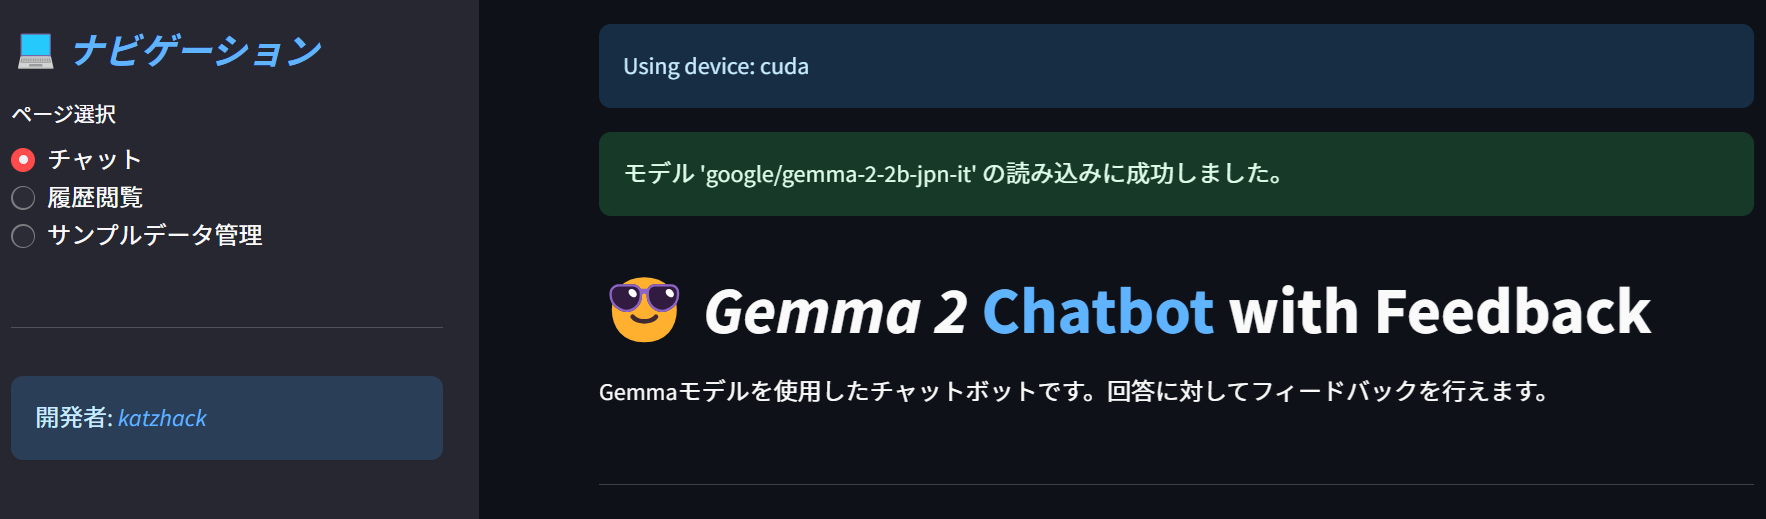 ナビゲーション
ページ選択
チャット
履歴閲覧
サンプルデータ管理
開発者: katzhack
Using device: cuda
モデル 'google/gemma-2-2b-jpn-it' の読み込みに成功しました。
Gemma 2 Chatbot with Feedback
Gemmaモデルを使用したチャットボットです。回答に対してフィードバックを行えます。